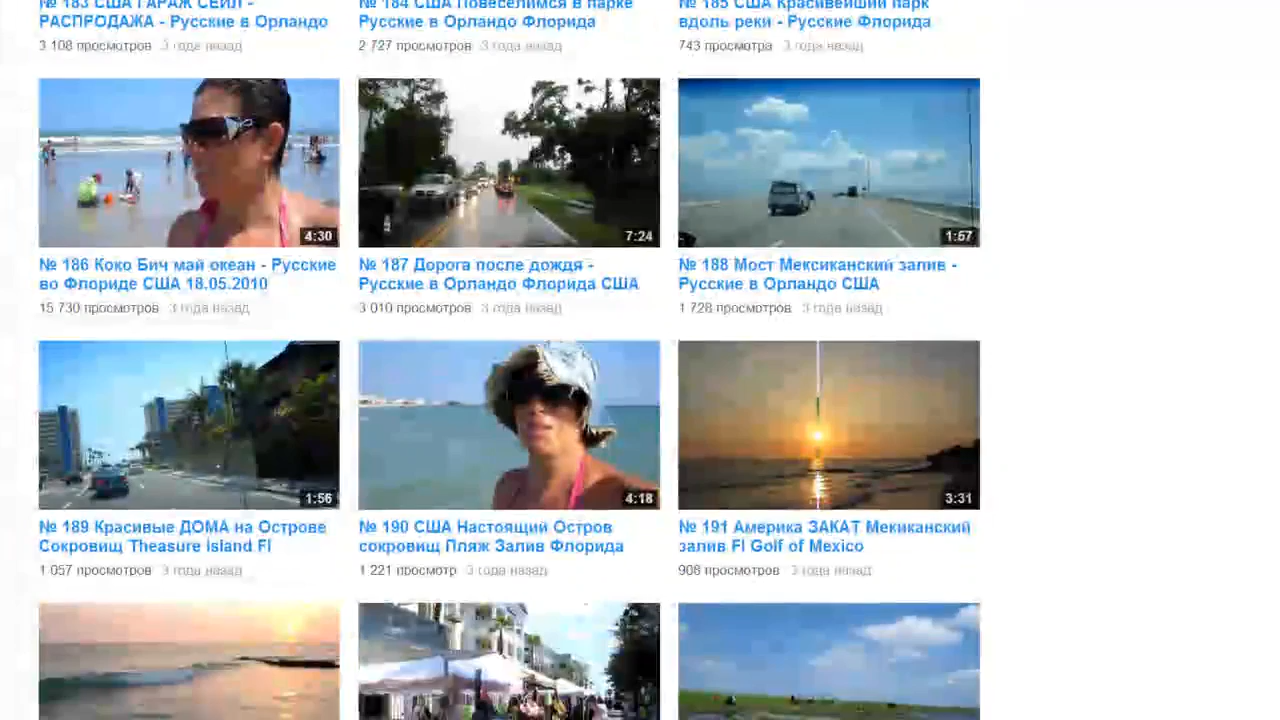 № 183 США ГАРАЖ СЕЙЛ -
РАСПРОДАЖА - Русские в Орландо
3 108 просмотров 3 года назад
№ 184 США Повеселимся в парке
Русские в Орландо Флорида
2 727 просмотров 3 года назад
№ 185 США Красивейший парк
вдоль реки - Русские Флорида
743 просмотра 3 года назад
4:30
№ 186 Коко Бич май океан - Русские
во Флориде США 18.05.2010
15 730 просмотров 3 года назад
7:24
№ 187 Дорога после дождя -
Русские в Орландо Флорида США
3 010 просмотров 3 года назад
1:57
№ 188 Мост Мексиканский залив -
Русские в Орландо США
1 728 просмотров 3 года назад
1:56
№ 189 Красивые ДОМА на Острове
Сокровищ Theasure Island Fl
1 057 просмотров 3 года назад
4:18
№ 190 США Настоящий Остров
сокровищ Пляж Залив Флорида
1 221 просмотр 3 года назад
3:31
№ 191 Америка ЗАКАТ Мекиканский
залив Fl Golf of Mexico
908 просмотров 3 года назад